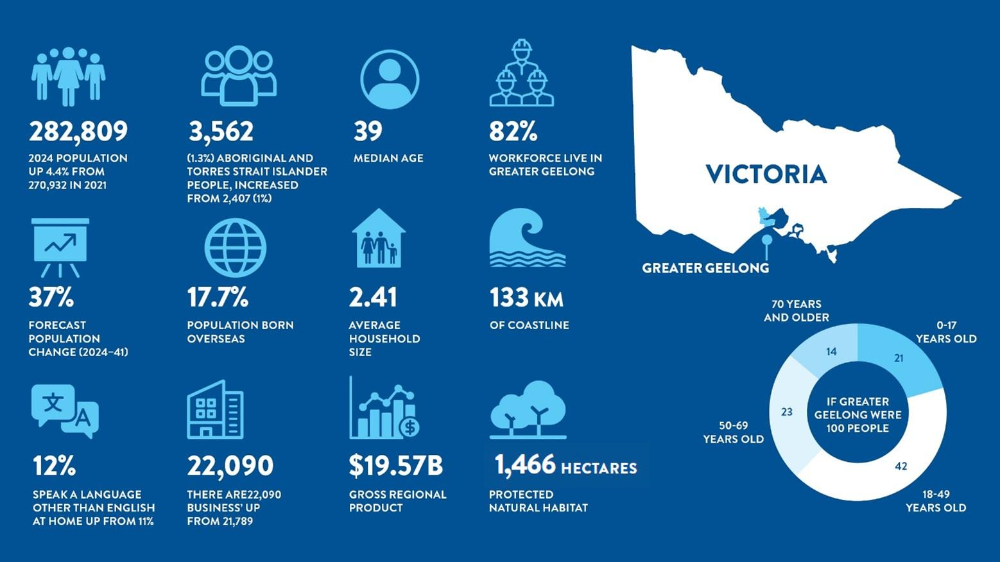 282,809
2024 POPULATION
UP 4.4% FROM
270,932 IN 2021
3,562
(1.3%) ABORIGINAL AND
TORRES STRAIT ISLANDER
PEOPLE, INCREASED
FROM 2,407 (1%)
39
MEDIAN AGE
82%
WORKFORCE LIVE IN
GREATER GEELONG
37%
FORECAST
POPULATION
CHANGE (2024–41)
17.7%
POPULATION BORN
OVERSEAS
2.41
AVERAGE
HOUSEHOLD
SIZE
133 KM
OF COASTLINE
文
A
12%
SPEAK A LANGUAGE
OTHER THAN ENGLISH
AT HOME UP FROM 11%
22,090
THERE ARE22,090
BUSINESS’ UP
FROM 21,789
$
$19.57B
GROSS REGIONAL
PRODUCT
1,466 HECTARES
PROTECTED
NATURAL HABITAT
VICTORIA
GREATER GEELONG
70 YEARS
AND OLDER
0-17
YEARS OLD
14
21
IF GREATER
GEELONG WERE
100 PEOPLE
23
50-69
YEARS OLD
42
18-49
YEARS OLD